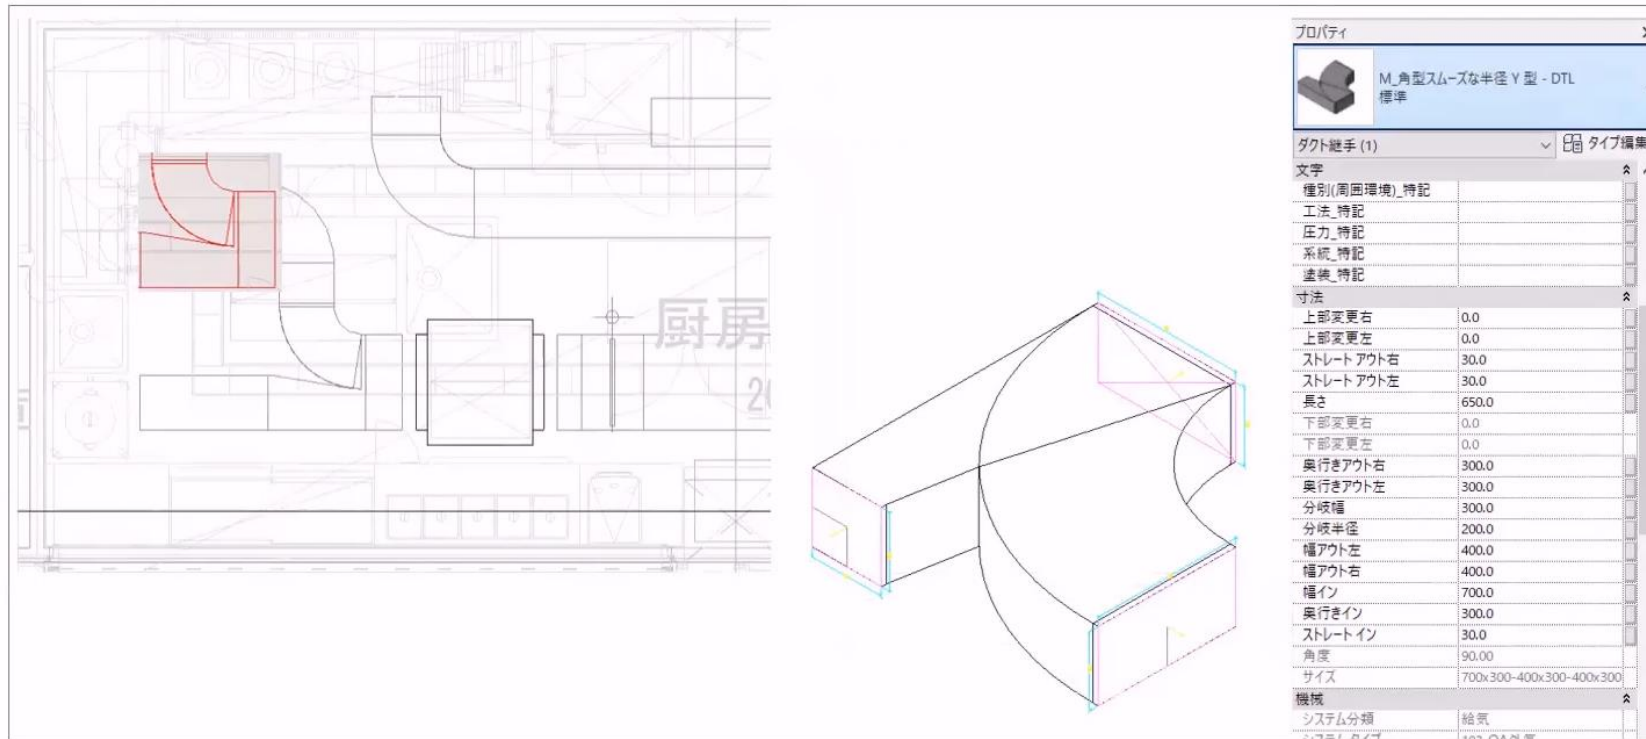 厨房
プロパティ
M_角型スムーズな半径 Y 型 - DTL
標準
ダクト継手 (1)
タイプ編集
文字
種別(周囲環境)_特記
工法_特記
圧力_特記
系統_特記
塗装_特記
寸法
上部変更右 0.0
上部変更左 0.0
ストレート アウト右 30.0
ストレート アウト左 30.0
長さ 650.0
下部変更右 0.0
下部変更左 0.0
奥行きアウト右 300.0
奥行きアウト左 300.0
分岐幅 300.0
分岐半径 200.0
幅アウト左 400.0
幅アウト右 400.0
幅イン 700.0
奥行きイン 300.0
ストレート イン 30.0
角度 90.00
サイズ 700x300-400x300-400x300
機械
システム分類 給気